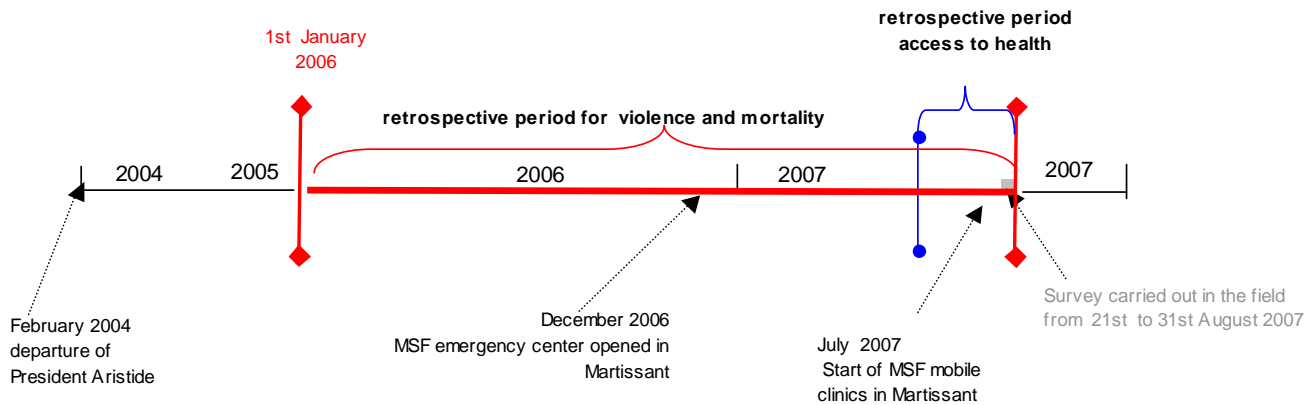 retrospective period
access to health
1st January
2006
retrospective period for violence and mortality
2004
2005
2006
2007
2007
February 2004
departure of
President Aristide
December 2006
MSF emergency center opened in
Martissant
July 2007
Start of MSF mobile
clinics in Martissant
Survey carried out in the field
from 21st to 31st August 2007